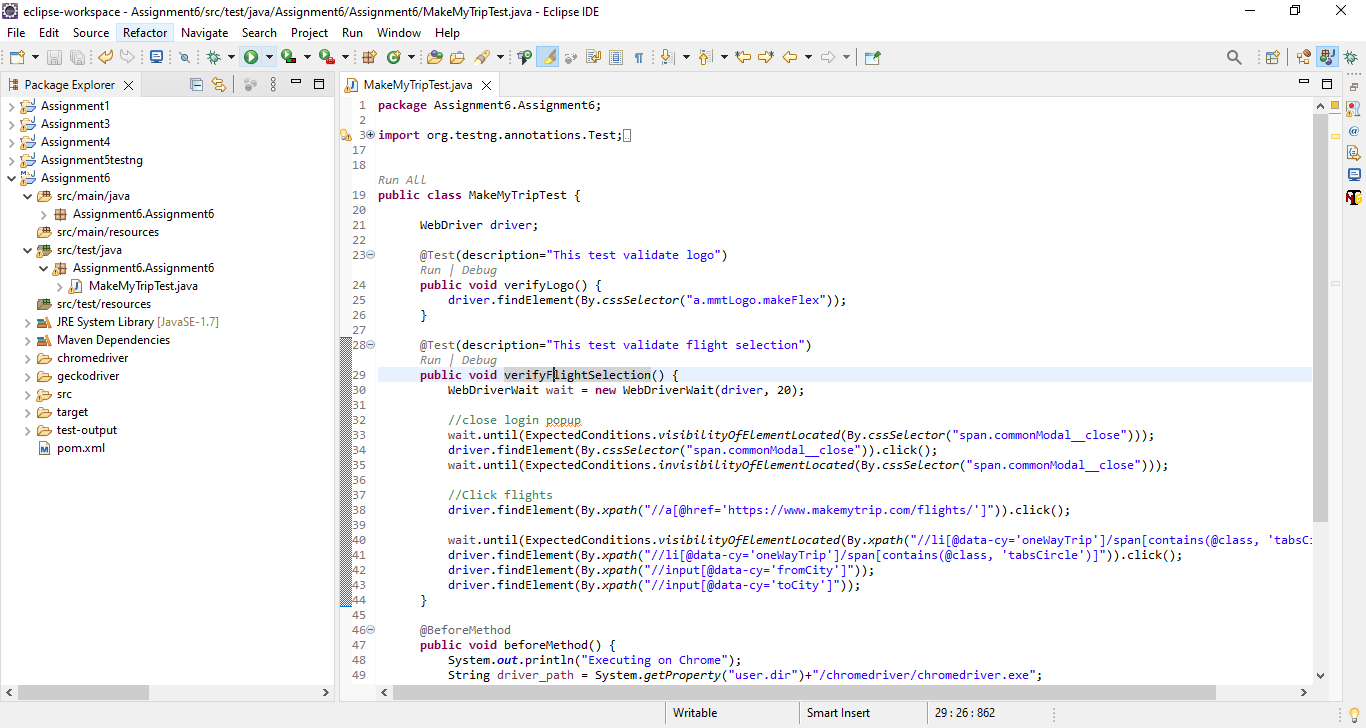 eclipse-workspace - Assignment6/src/test/java/Assignment6/Assignment6/MakeMyTripTest.java - Eclipse IDE
File Edit Source Refactor Navigate Search Project Run Window Help
Package Explorer
Assignment1
Assignment3
Assignment4
Assignment5testng
Assignment6
src/main/java
Assignment6.Assignment6
src/main/resources
src/test/java
Assignment6.Assignment6
MakeMyTripTest.java
src/test/resources
JRE System Library [JavaSE-1.7]
Maven Dependencies
chromedriver
geckodriver
src
target
test-output
pom.xml
MakeMyTripTest.java
1 package Assignment6.Assignment6;
2
3 import org.testng.annotations.Test;
17
18
Run All
19 public class MakeMyTripTest {
20
21 WebDriver driver;
22
23 @Test(description="This test validate logo")
Run | Debug
24 public void verifyLogo() {
25 driver.findElement(By.cssSelector("a.mmtLogo.makeFlex"));
26 }
27
28 @Test(description="This test validate flight selection")
Run | Debug
29 public void verifyFlightSelection() {
30 WebDriverWait wait = new WebDriverWait(driver, 20);
31
32 //close login popup
33 wait.until(ExpectedConditions.visibilityOfElementLocated(By.cssSelector("span.commonModal__close")));
34 driver.findElement(By.cssSelector("span.commonModal__close")).click();
35 wait.until(ExpectedConditions.invisibilityOfElementLocated(By.cssSelector("span.commonModal__close")));
36
37 //Click flights
38 driver.findElement(By.xpath("//a[@href='https://www.makemytrip.com/flights/']")).click();
39
40 wait.until(ExpectedConditions.visibilityOfElementLocated(By.xpath("//li[@data-cy='oneWayTrip']/span[contains(@class, 'tabsCi
41 driver.findElement(By.xpath("//li[@data-cy='oneWayTrip']/span[contains(@class, 'tabsCircle')]")).click();
42 driver.findElement(By.xpath("//input[@data-cy='fromCity']"));
43 driver.findElement(By.xpath("//input[@data-cy='toCity']"));
44 }
45
46 @BeforeMethod
47 public void beforeMethod() {
48 System.out.println("Executing on Chrome");
49 String driver_path = System.getProperty("user.dir")+"/chromedriver/chromedriver.exe";
Writable Smart Insert 29 : 26 : 862